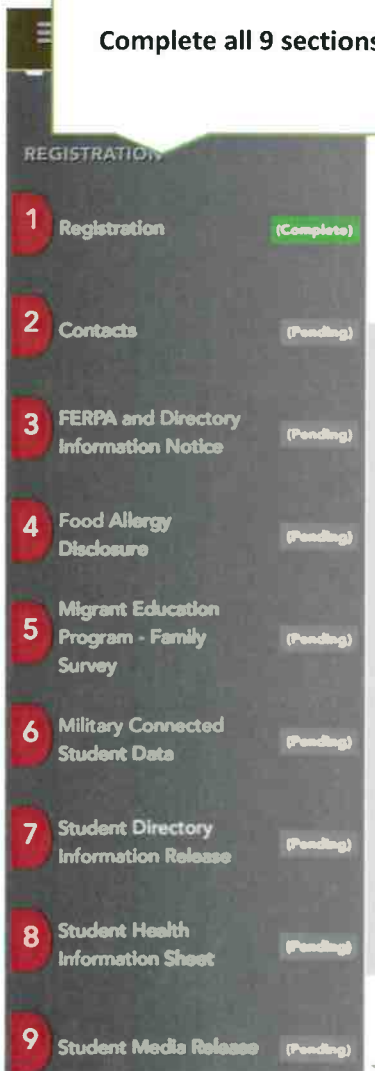 Complete all 9 sections
REGISTRATION
1 Registration (Complete)
2 Contacts (Pending)
3 FERPA and Directory
Information Notice (Pending)
4 Food Allergy
Disclosure (Pending)
5 Migrant Education
Program - Family
Survey (Pending)
6 Military Connected
Student Data (Pending)
7 Student Directory
Information Release (Pending)
8 Student Health
Information Sheet (Pending)
9 Student Media Release (Pending)